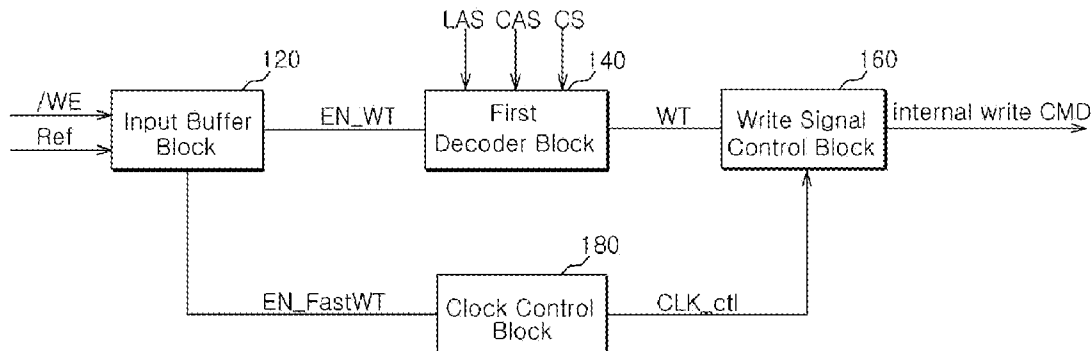 LAS CAS CS
120
140
160
/WE
Ref
Input Buffer
Block
EN_WT
First
Decoder Block
WT
Write Signal
Control Block
internal write CMD
180
EN_FastWT
Clock Control
Block
CLK_ctl